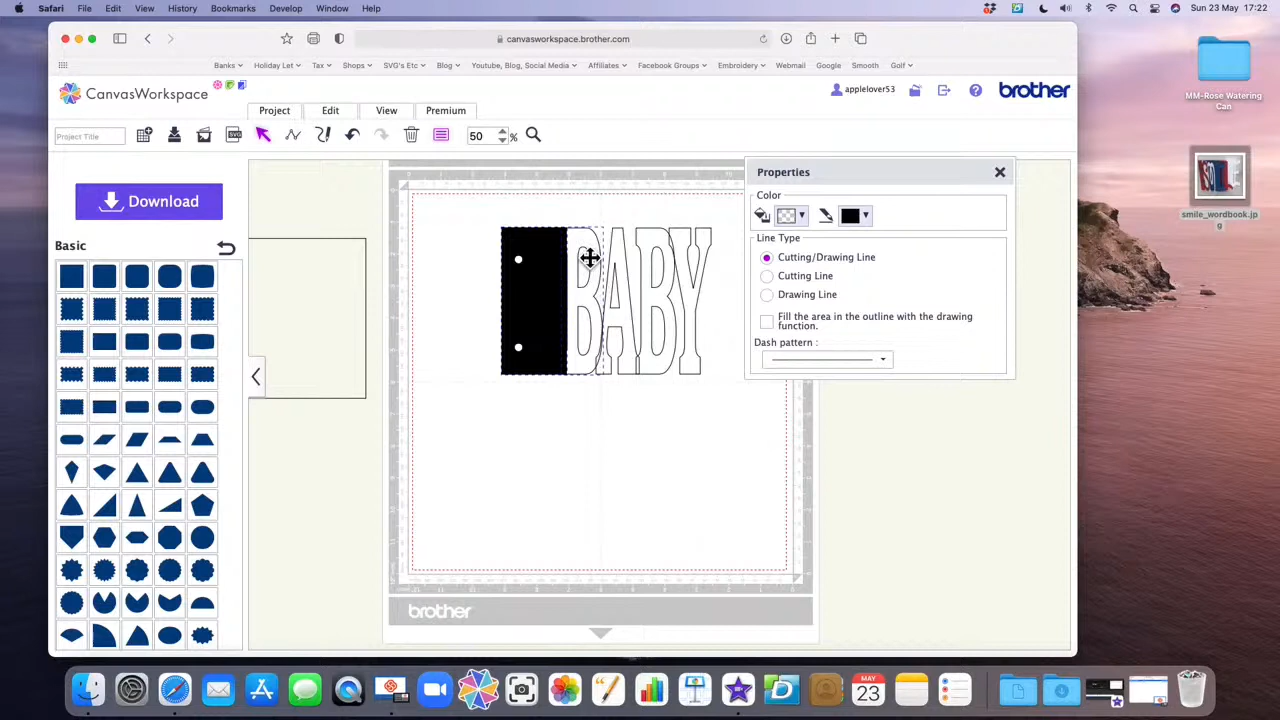 Safari File Edit View History Bookmarks Develop Window Help Sun 23 May 17:22
canvasworkspace.brother.com
Banks Holiday Let Tax Shops SVG's Etc Blog Youtube, Blog, Social Media Affiliates Facebook Groups Embroidery Webmail Google Smooth Golf
CanvasWorkspace
applelover53
brother
Project Edit View Premium
Project Title
SVG
50 %
Download
Basic
BABY
Properties
Color
Line Type
Cutting/Drawing Line
Cutting Line
Drawing Line
Fill the area in the outline with the drawing
function.
Dash pattern :
brother
MM-Rose Watering
Can
smile_wordbook.jp
g
MAY
23